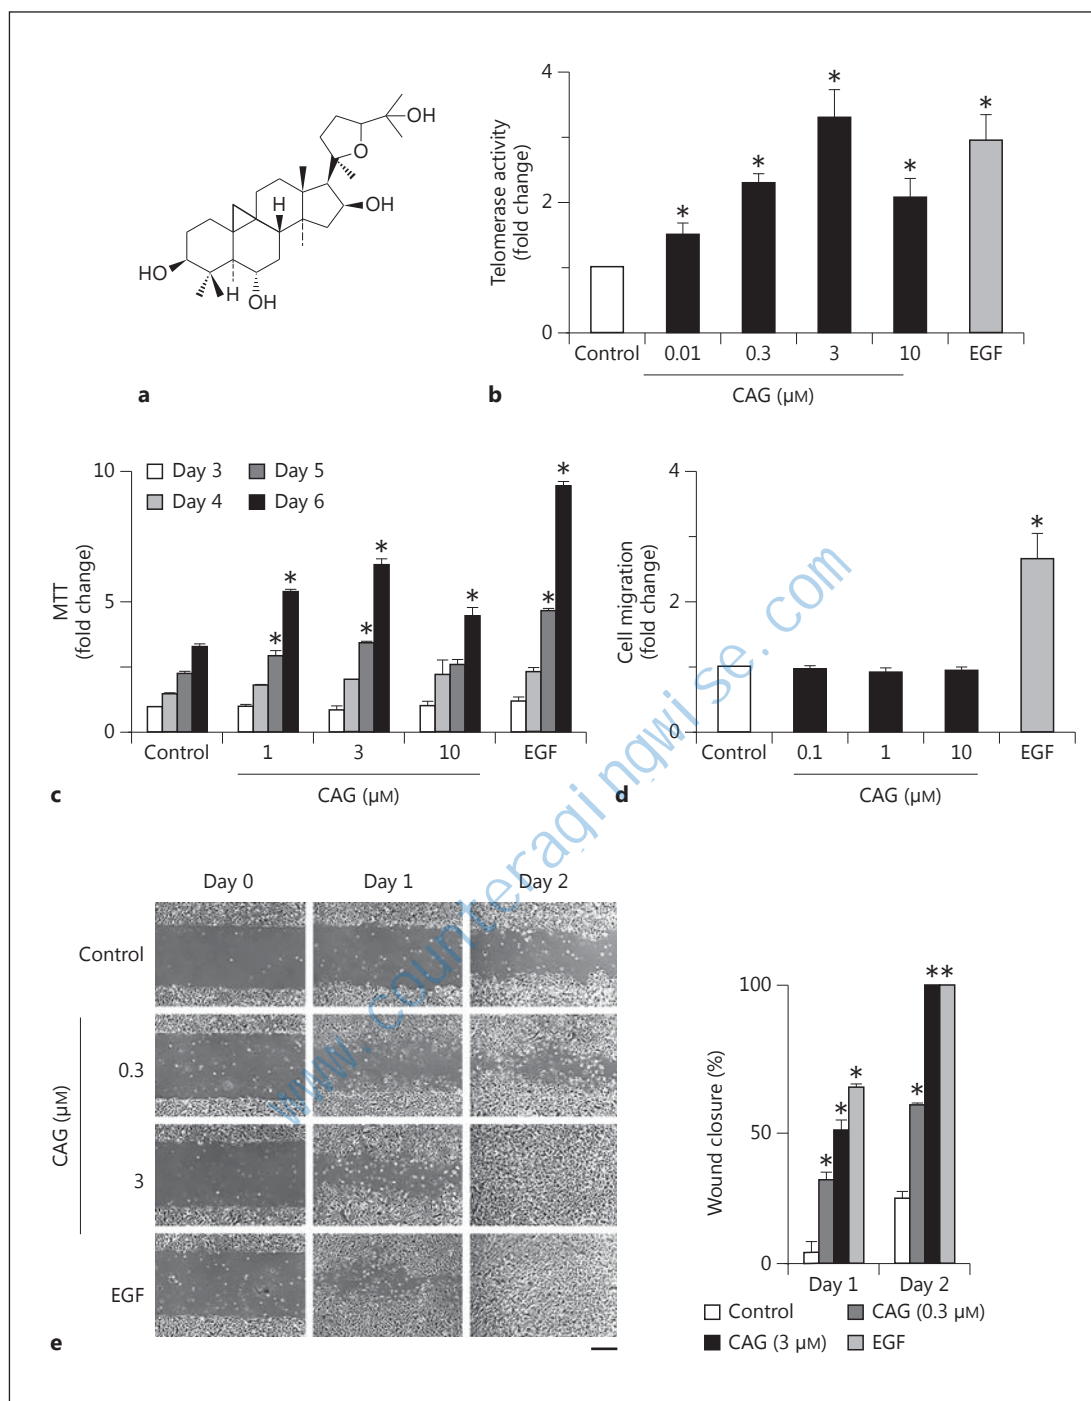 OH
O
H
OH
HO
H
OH
a
Telomerase activity
(fold change)
4
2
0
*
*
*
*
*
Control 0.01 0.3 3 10 EGF
CAG (µM)
b
MTT
(fold change)
10
5
0
Day 3 Day 5
Day 4 Day 6
*
*
*
*
*
*
*
Control 1 3 10 EGF
CAG (µM)
c
Cell migration
(fold change)
4
2
0
*
Control 0.1 1 10 EGF
CAG (µM)
d
Day 0 Day 1 Day 2
Control
CAG (µM)
0.3
3
EGF
e
Wound closure (%)
100
50
0
*
*
*
*
**
Day 1 Day 2
Control CAG (0.3 µM)
CAG (3 µM) EGF
www.counteragingwise.com